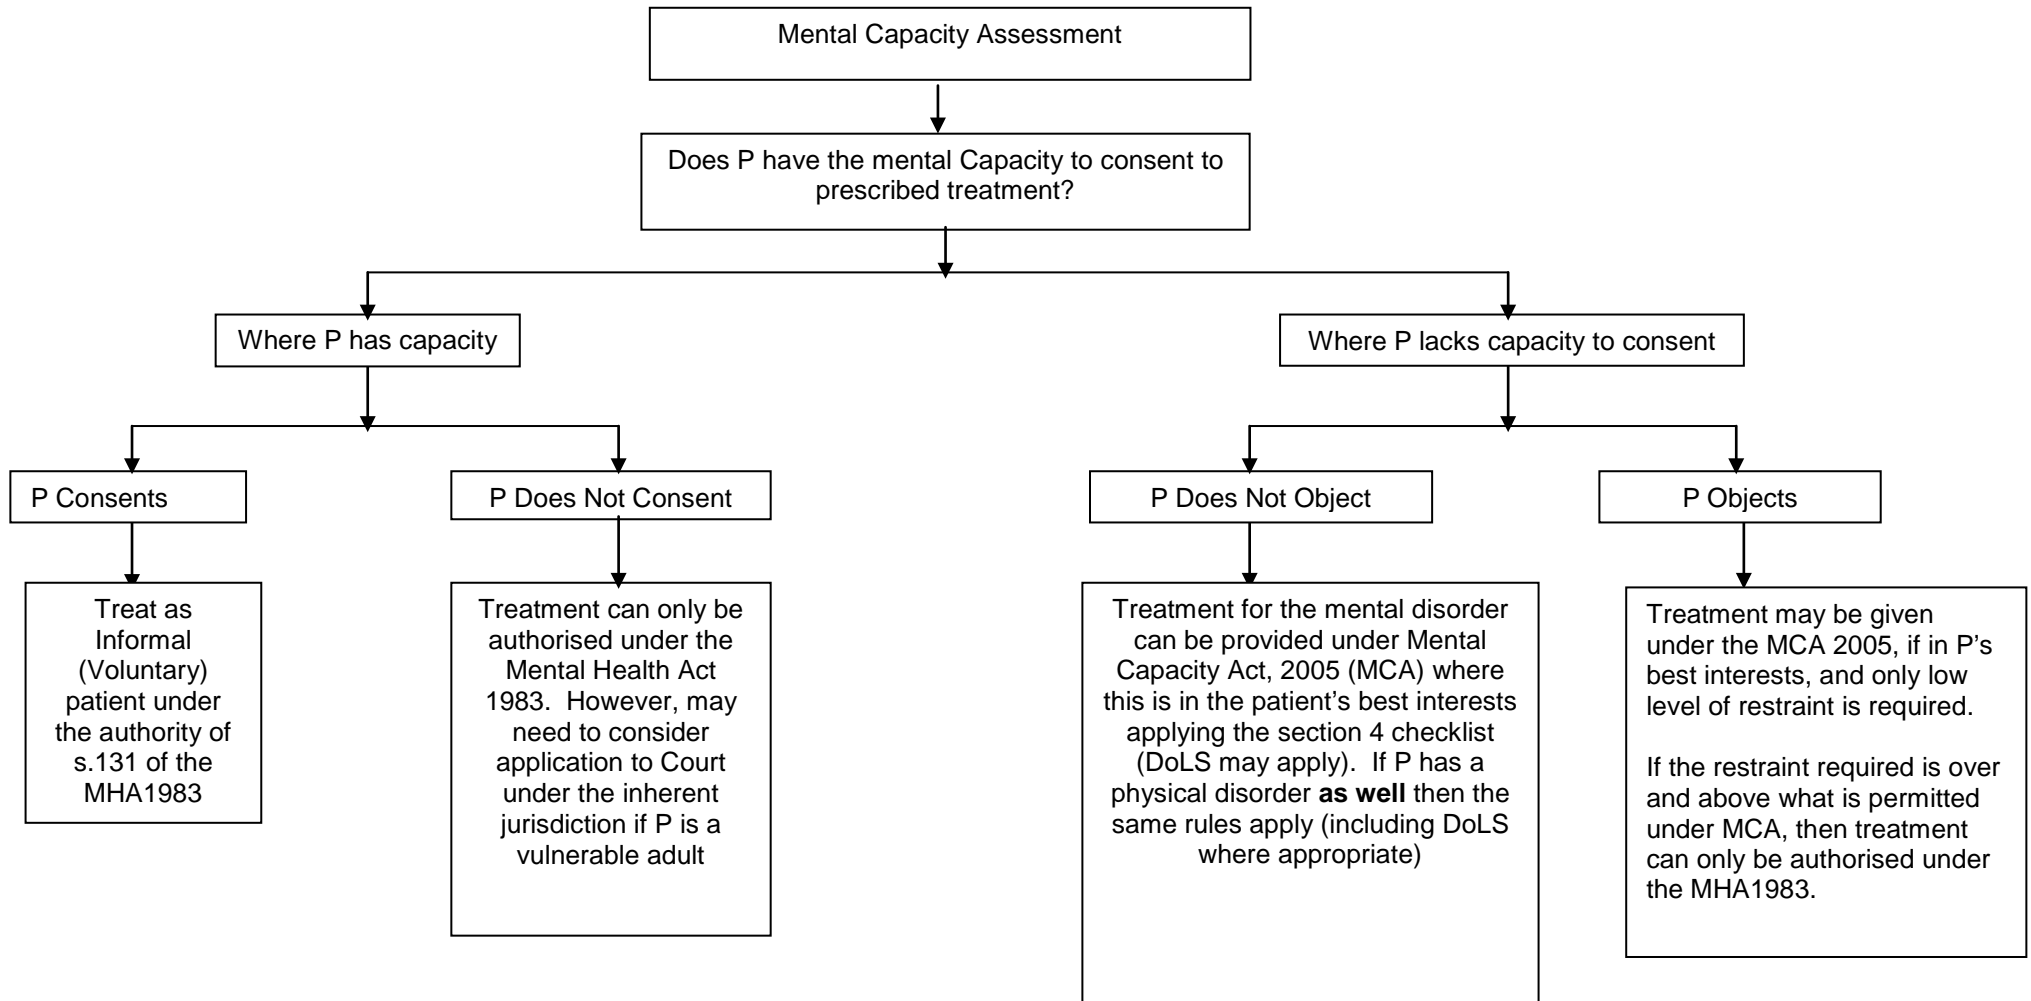 Mental Capacity Assessment
Does P have the mental Capacity to consent to
prescribed treatment?
Where P has capacity
Where P lacks capacity to consent
P Consents
P Does Not Consent
P Does Not Object
P Objects
Treat as
Informal
(Voluntary)
patient under
the authority of
s.131 of the
MHA1983
Treatment can only be
authorised under the
Mental Health Act
1983.  However, may
need to consider
application to Court
under the inherent
jurisdiction if P is a
vulnerable adult
Treatment for the mental disorder
can be provided under Mental
Capacity Act, 2005 (MCA) where
this is in the patient’s best interests
applying the section 4 checklist
(DoLS may apply).  If P has a
physical disorder as well then the
same rules apply (including DoLS
where appropriate)
Treatment may be given
under the MCA 2005, if in P’s
best interests, and only low
level of restraint is required.
If the restraint required is over
and above what is permitted
under MCA, then treatment
can only be authorised under
the MHA1983.